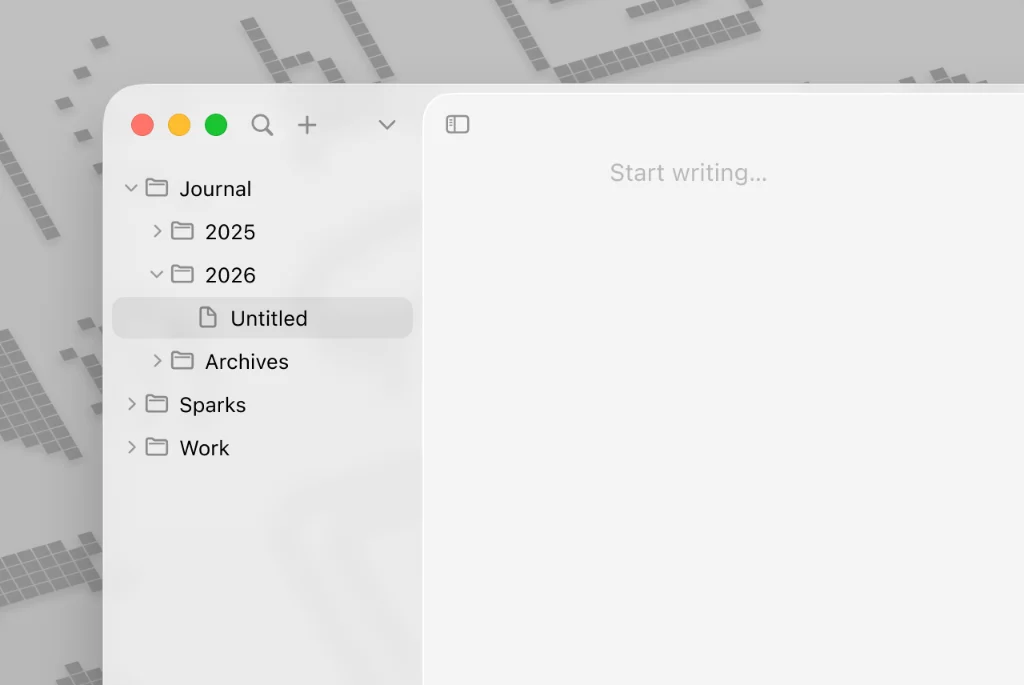 Start writing...
Journal
2025
2026
Untitled
Archives
Sparks
Work